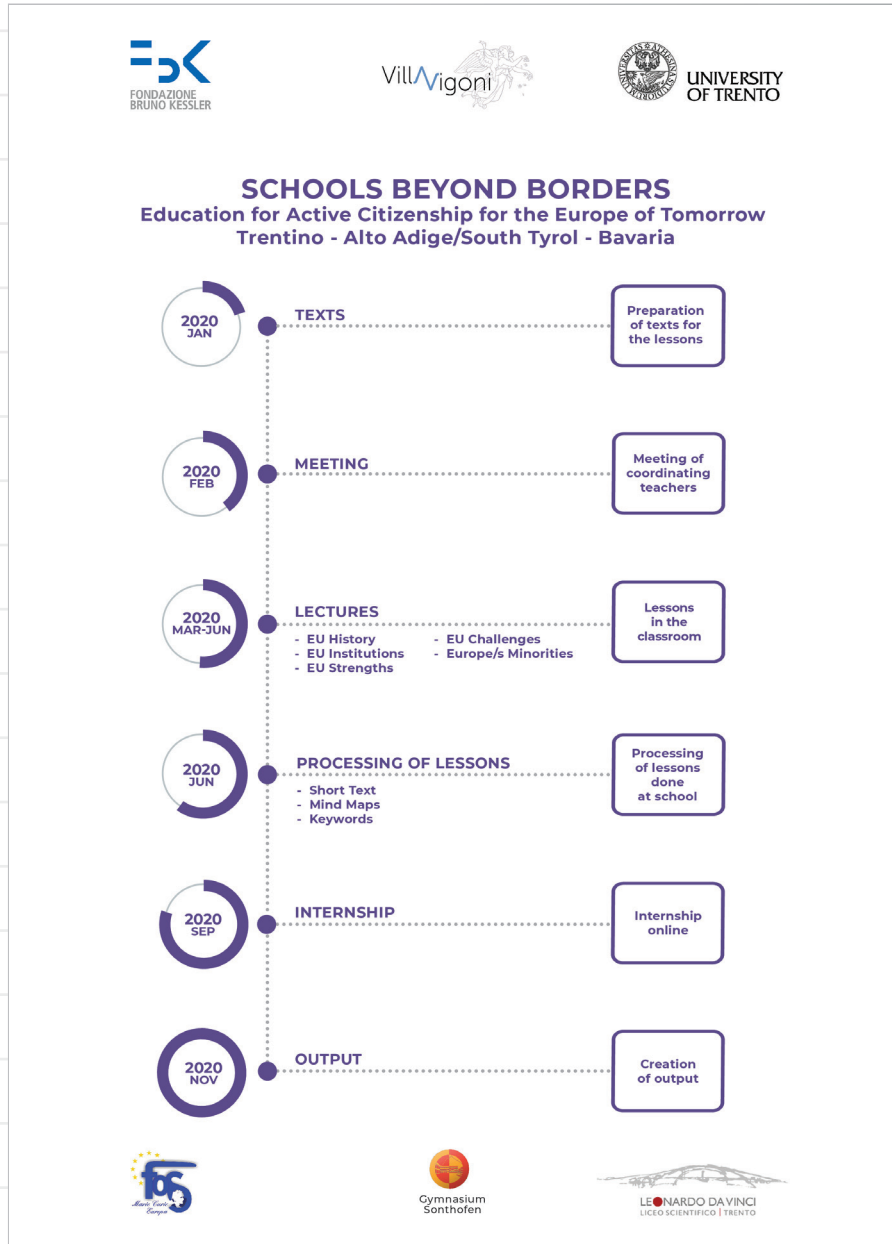 FONDAZIONE
BRUNO KESSLER
VillaVigoni
UNIVERSITY
OF TRENTO
SCHOOLS BEYOND BORDERS
Education for Active Citizenship for the Europe of Tomorrow
Trentino - Alto Adige/South Tyrol - Bavaria
2020
JAN
TEXTS
Preparation
of texts for
the lessons
2020
FEB
MEETING
Meeting of
coordinating
teachers
2020
MAR-JUN
LECTURES
- EU History
- EU Institutions
- EU Strengths
- EU Challenges
- Europe/s Minorities
Lessons
in the
classroom
2020
JUN
PROCESSING OF LESSONS
- Short Text
- Mind Maps
- Keywords
Processing
of lessons
done
at school
2020
SEP
INTERNSHIP
Internship
online
2020
NOV
OUTPUT
Creation
of output
fos
Marie Curie
Europa
Gymnasium
Sonthofen
LEONARDO DA VINCI
LICEO SCIENTIFICO | TRENTO